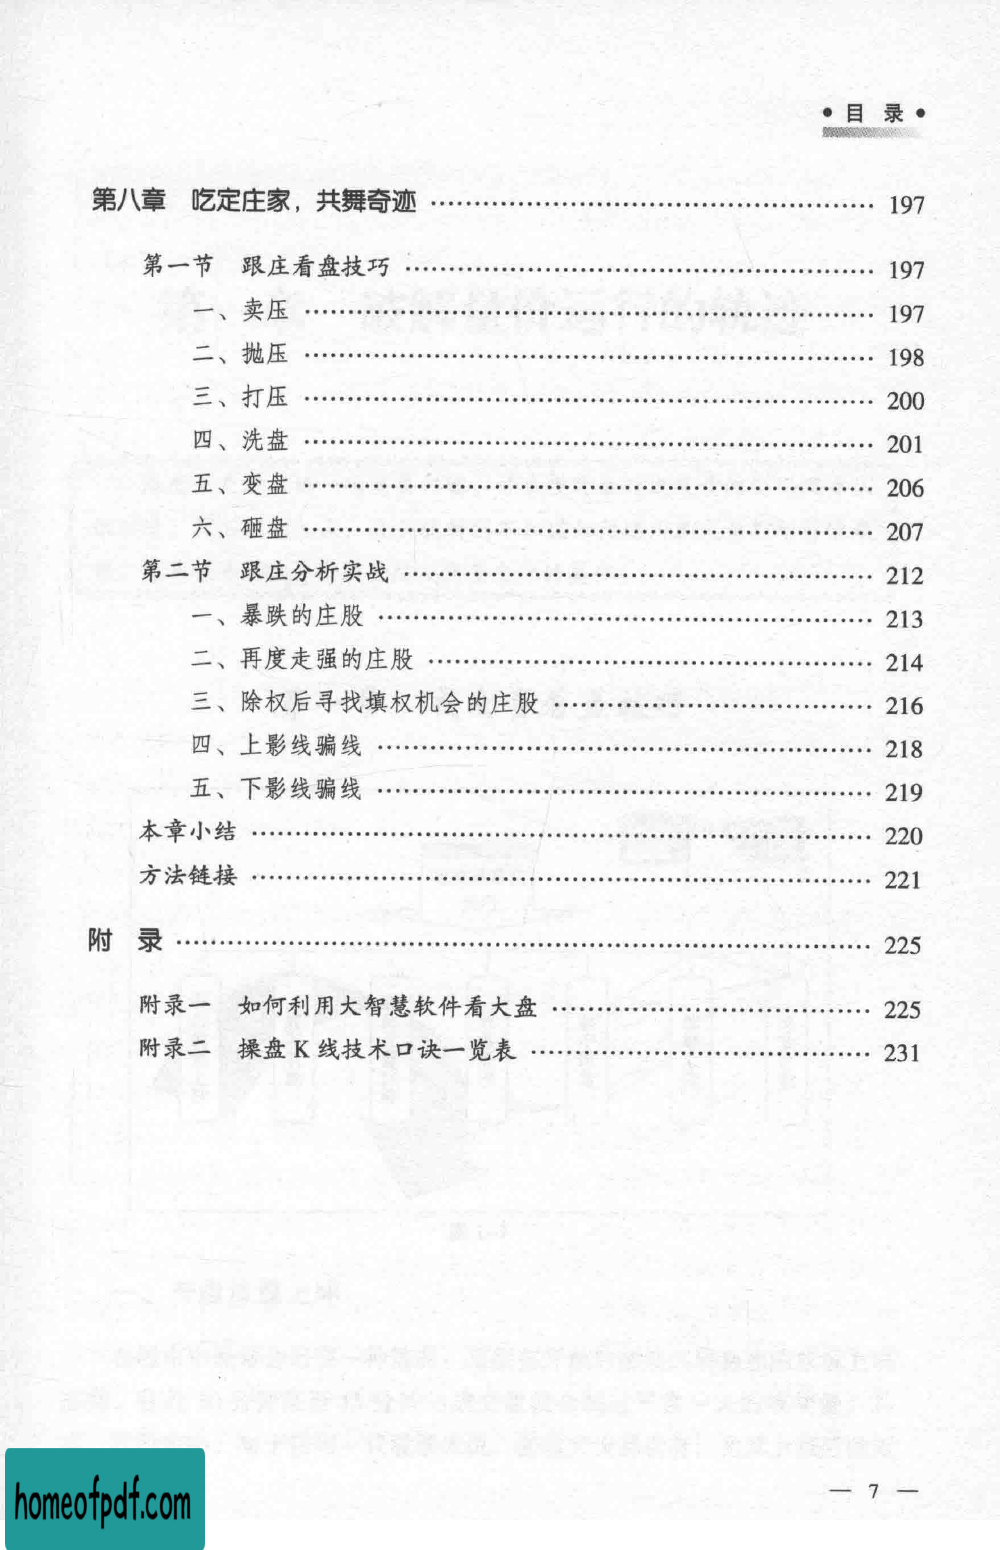 • 目 录 •
第八章 吃定庄家，共舞奇迹 …………………………………… 197
第一节 跟庄看盘技巧 …………………………………… 197
一、卖压 …………………………………… 197
二、抛压 …………………………………… 198
三、打压 …………………………………… 200
四、洗盘 …………………………………… 201
五、变盘 …………………………………… 206
六、砸盘 …………………………………… 207
第二节 跟庄分析实战 …………………………………… 212
一、暴跌的庄股 …………………………………… 213
二、再度走强的庄股 …………………………………… 214
三、除权后寻找填权机会的庄股 …………………………………… 216
四、上影线骗线 …………………………………… 218
五、下影线骗线 …………………………………… 219
本章小结 …………………………………… 220
方法链接 …………………………………… 221
附 录 …………………………………… 225
附录一 如何利用大智慧软件看大盘 …………………………………… 225
附录二 操盘K线技术口诀一览表 …………………………………… 231
— 7 —
homeofpdf.com